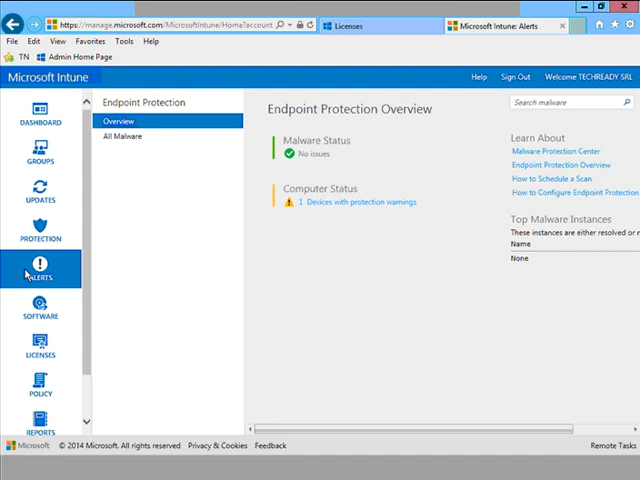 https://manage.microsoft.com/MicrosoftIntune/Home?account
Licenses
Microsoft Intune: Alerts
File Edit View Favorites Tools Help
TN Admin Home Page
Microsoft Intune
Help Sign Out Welcome TECHREADY SRL
DASHBOARD
GROUPS
UPDATES
PROTECTION
ALERTS
SOFTWARE
LICENSES
POLICY
REPORTS
Endpoint Protection
Overview
All Malware
Endpoint Protection Overview
Malware Status
No issues
Computer Status
1 Devices with protection warnings
Search malware
Learn About
Malware Protection Center
Endpoint Protection Overview
How to Schedule a Scan
How to Configure Endpoint Protection
Top Malware Instances
These instances are either resolved or
Name
None
Microsoft © 2014 Microsoft. All rights reserved Privacy & Cookies Feedback
Remote Tasks